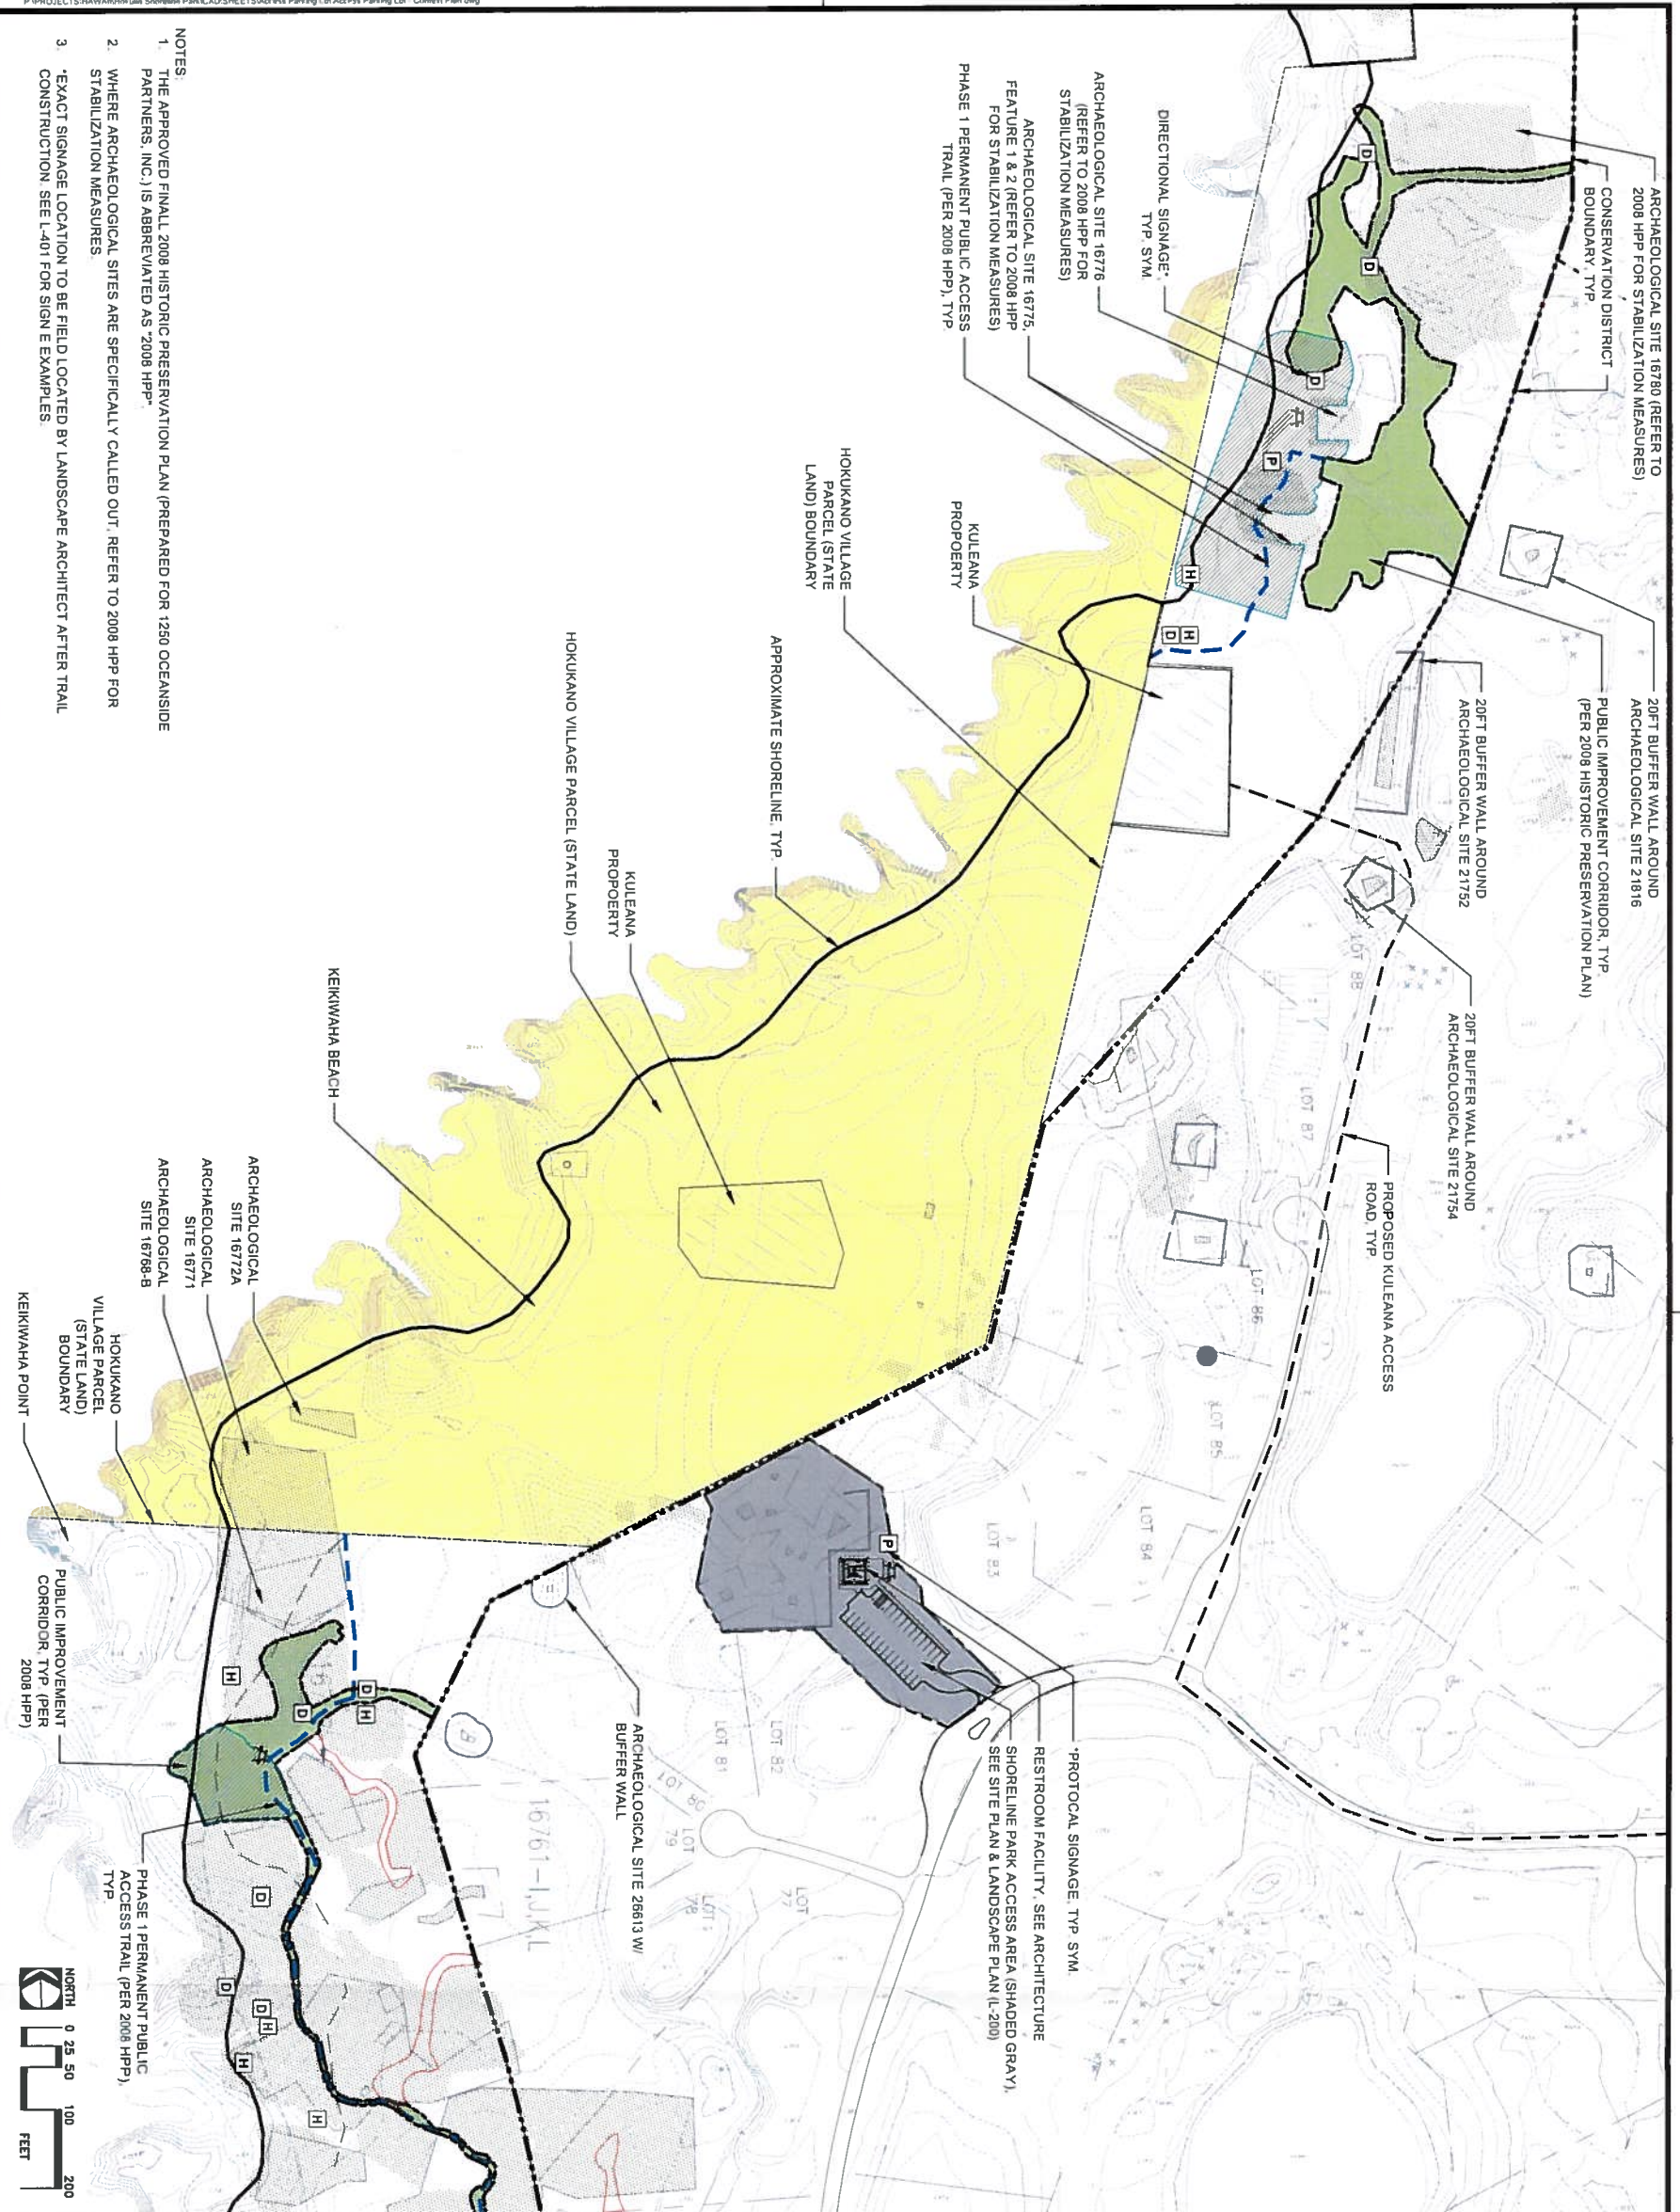 ARCHAEOLOGICAL SITE 16780 (REFER TO
2008 HPP FOR STABILIZATION MEASURES)
CONSERVATION DISTRICT
BOUNDARY, TYP.
20FT BUFFER WALL AROUND
ARCHAEOLOGICAL SITE 21816
PUBLIC IMPROVEMENT CORRIDOR, TYP.
(PER 2008 HISTORIC PRESERVATION PLAN)
20FT BUFFER WALL AROUND
ARCHAEOLOGICAL SITE 21752
20FT BUFFER WALL AROUND
ARCHAEOLOGICAL SITE 21754
PROPOSED KULEANA ACCESS
ROAD, TYP.
DIRECTIONAL SIGNAGE*,
TYP. SYM.
ARCHAEOLOGICAL SITE 16776
(REFER TO 2008 HPP FOR
STABILIZATION MEASURES)
ARCHAEOLOGICAL SITE 16775,
FEATURE 1 & 2 (REFER TO 2008 HPP
FOR STABILIZATION MEASURES)
PHASE 1 PERMANENT PUBLIC ACCESS
TRAIL (PER 2008 HPP), TYP.
KULEANA
PROPOERTY
HOKUKANO VILLAGE
PARCEL (STATE
LAND) BOUNDARY
APPROXIMATE SHORELINE, TYP.
KULEANA
PROPOERTY
HOKUKANO VILLAGE PARCEL (STATE LAND)
KEIKIWAHA BEACH
ARCHAEOLOGICAL
SITE 16772A
ARCHAEOLOGICAL
SITE 16771
ARCHAEOLOGICAL
SITE 16768-B
HOKUKANO
VILLAGE PARCEL
(STATE LAND)
BOUNDARY
KEIKIWAHA POINT
PUBLIC IMPROVEMENT
CORRIDOR, TYP. (PER
2008 HPP)
PHASE 1 PERMANENT PUBLIC
ACCESS TRAIL (PER 2008 HPP),
TYP.
*PROTOCAL SIGNAGE, TYP. SYM.
RESTROOM FACILITY, SEE ARCHITECTURE
SHORELINE PARK ACCESS AREA (SHADED GRAY),
SEE SITE PLAN & LANDSCAPE PLAN (L-200)
ARCHAEOLOGICAL SITE 26613 W/
BUFFER WALL
LOT 88
LOT 87
LOT 86
LOT 85
LOT 84
LOT 83
LOT 82
LOT 81
LOT 80
LOT
79
LOT
78
LOT
77
16761-I,J,K,L
D
D
D
P
H
H
D
P
H
H
D
D
H
D
D
D
H
H
H
NOTES:
1. THE APPROVED FINALL 2008 HISTORIC PRESERVATION PLAN (PREPARED FOR 1250 OCEANSIDE
PARTNERS, INC.) IS ABBREVIATED AS "2008 HPP".
2. WHERE ARCHAEOLOGICAL SITES ARE SPECIFICALLY CALLED OUT, REFER TO 2008 HPP FOR
STABILIZATION MEASURES.
3. *EXACT SIGNAGE LOCATION TO BE FIELD LOCATED BY LANDSCAPE ARCHITECT AFTER TRAIL
CONSTRUCTION. SEE L-401 FOR SIGN E EXAMPLES.
NORTH
0 25 50 100 200
FEET